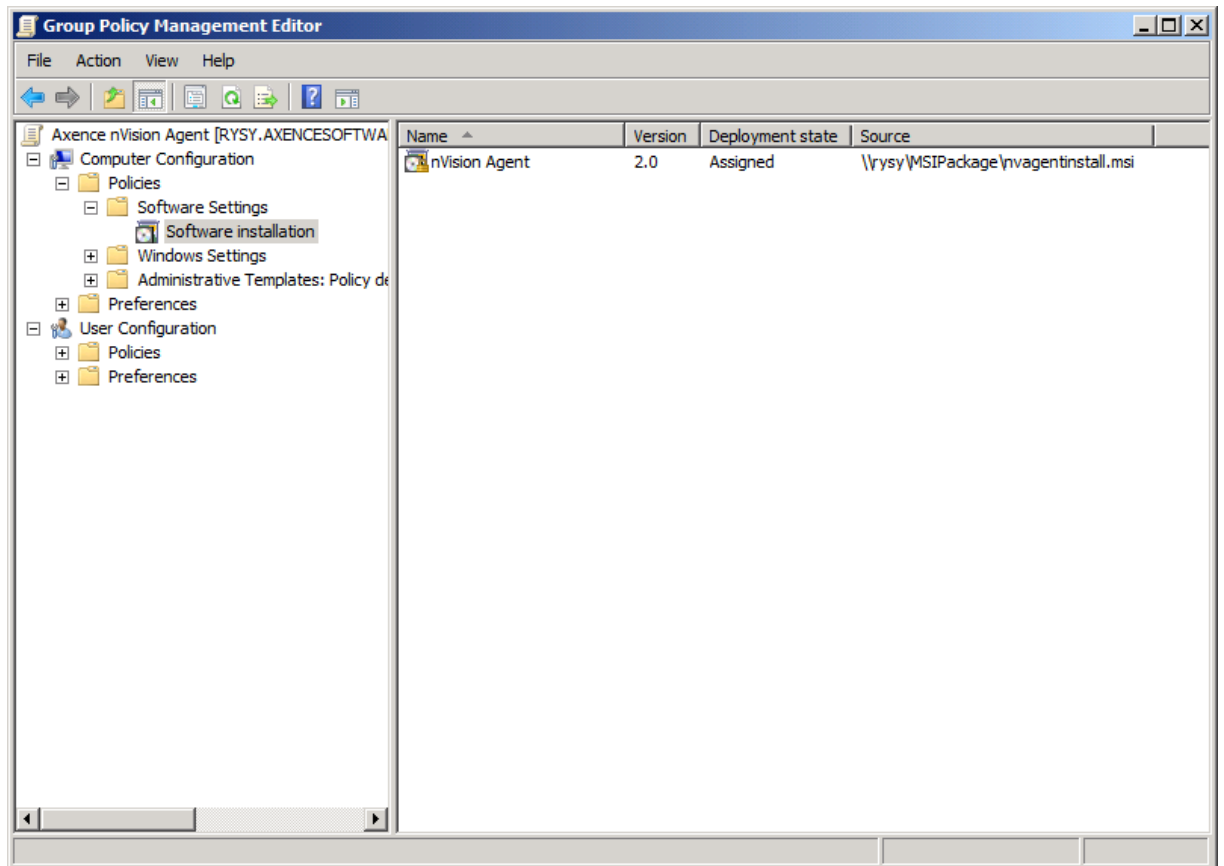 Group Policy Management Editor
File Action View Help
Axence nVision Agent [RYSY.AXENCESOFTWA
Computer Configuration
Policies
Software Settings
Software installation
Windows Settings
Administrative Templates: Policy de
Preferences
User Configuration
Policies
Preferences
Name Version Deployment state Source
nVision Agent 2.0 Assigned \\rysy\MSIPackage\nvagentinstall.msi